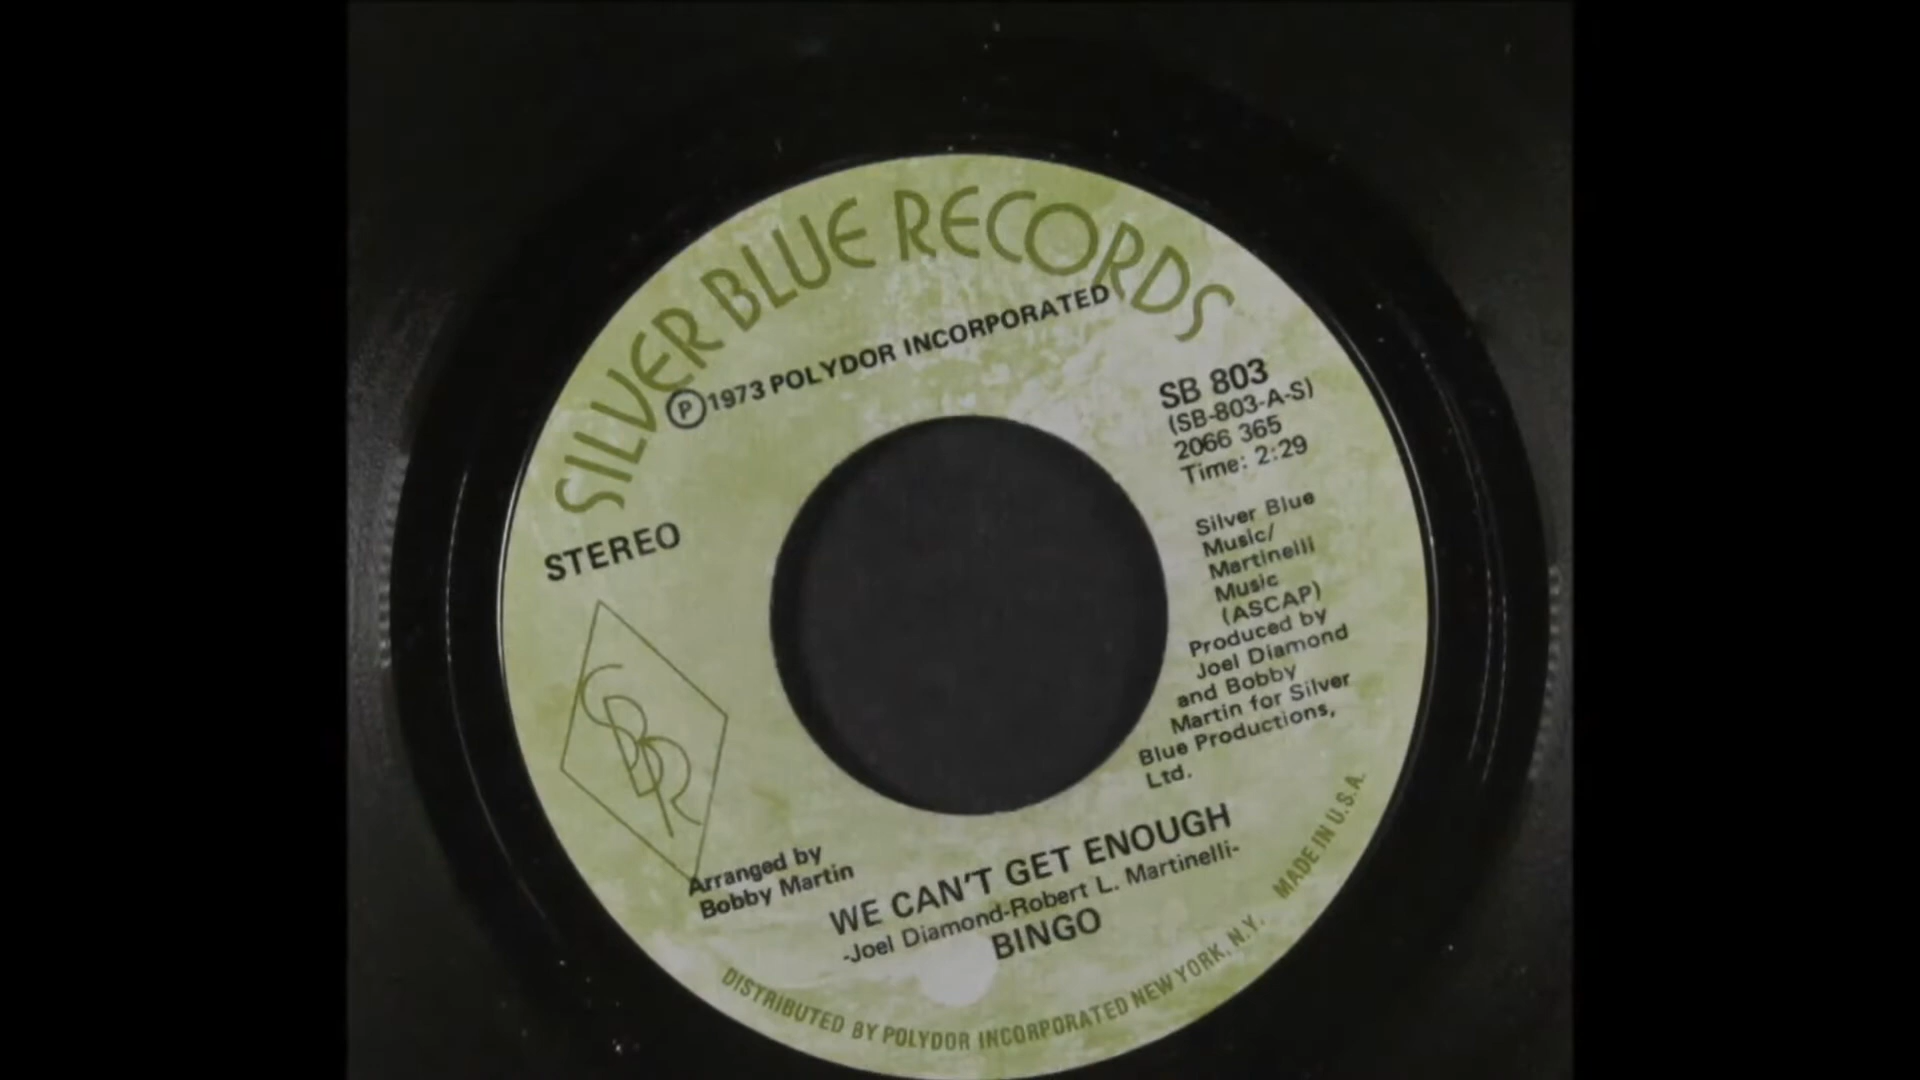 SILVER BLUE RECORDS
Ⓟ1973 POLYDOR INCORPORATED
SB 803
(SB-803-A-S)
2066 365
Time: 2:29
STEREO
Silver Blue
Music/
Martinelli
Music
(ASCAP)
Produced by
Joel Diamond
and Bobby
Martin for Silver
Blue Productions,
Ltd.
SBR
Arranged by
Bobby Martin
WE CAN'T GET ENOUGH
-Joel Diamond-Robert L. Martinelli-
BINGO
DISTRIBUTED BY POLYDOR INCORPORATED NEW YORK, N.Y. MADE IN U.S.A.